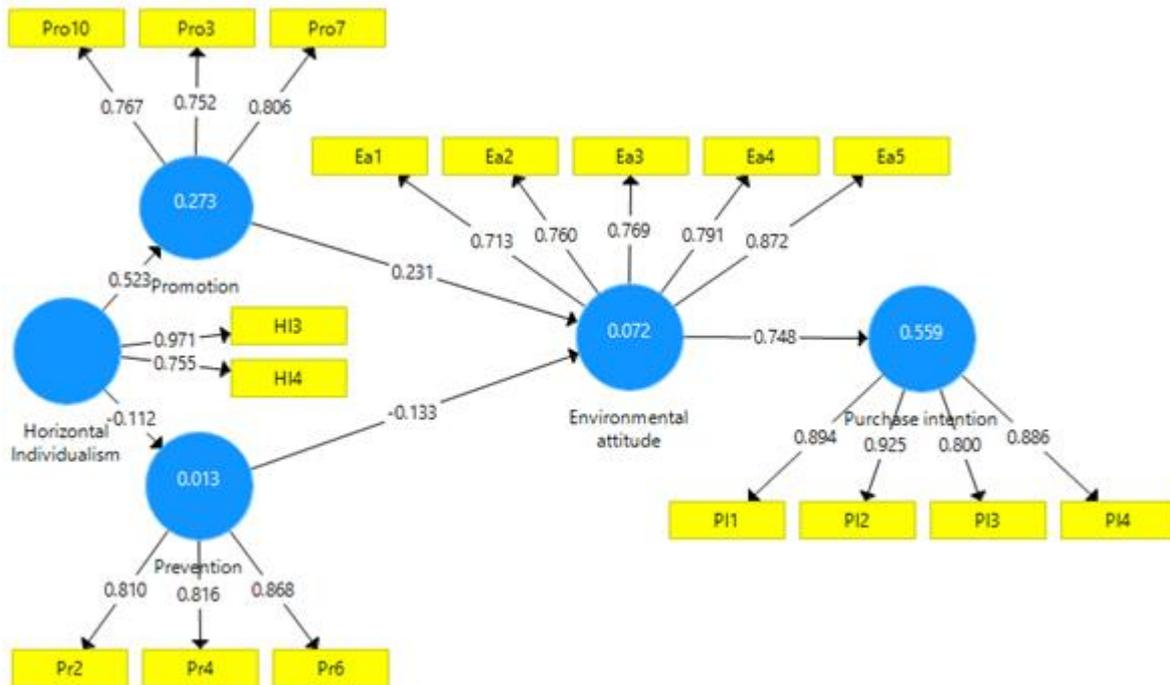 Pro10
Pro3
Pro7
0.767
0.752
0.806
Ea1
Ea2
Ea3
Ea4
Ea5
0.273
0.713
0.760
0.769
0.791
0.872
0.523
Promotion
0.231
HI3
0.971
0.755
HI4
0.072
0.748
0.559
-0.112
Horizontal
Individualism
-0.133
Environmental
attitude
Purchase intention
0.894
0.925
0.800
0.886
0.013
PI1
PI2
PI3
PI4
Prevention
0.810
0.816
0.868
Pr2
Pr4
Pr6